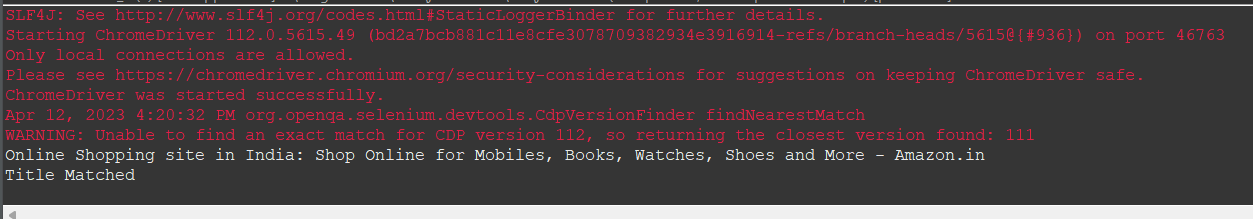 SLF4J: See http://www.slf4j.org/codes.html#StaticLoggerBinder for further details.
Starting ChromeDriver 112.0.5615.49 (bd2a7bcb881c11e8cfe3078709382934e3916914-refs/branch-heads/5615@{#936}) on port 46763
Only local connections are allowed.
Please see https://chromedriver.chromium.org/security-considerations for suggestions on keeping ChromeDriver safe.
ChromeDriver was started successfully.
Apr 12, 2023 4:20:32 PM org.openqa.selenium.devtools.CdpVersionFinder findNearestMatch
WARNING: Unable to find an exact match for CDP version 112, so returning the closest version found: 111
Online Shopping site in India: Shop Online for Mobiles, Books, Watches, Shoes and More - Amazon.in
Title Matched